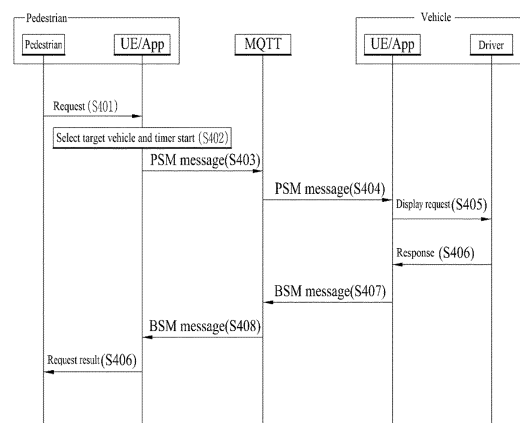 Pedestrian
Vehicle
Pedestrian
UE/App
MQTT
UE/App
Driver
Request (S401)
Select target vehicle and timer start (S402)
PSM message(S403)
PSM message(S404)
Display request(S405)
Response (S406)
BSM message(S407)
BSM message(S408)
Request result(S406)